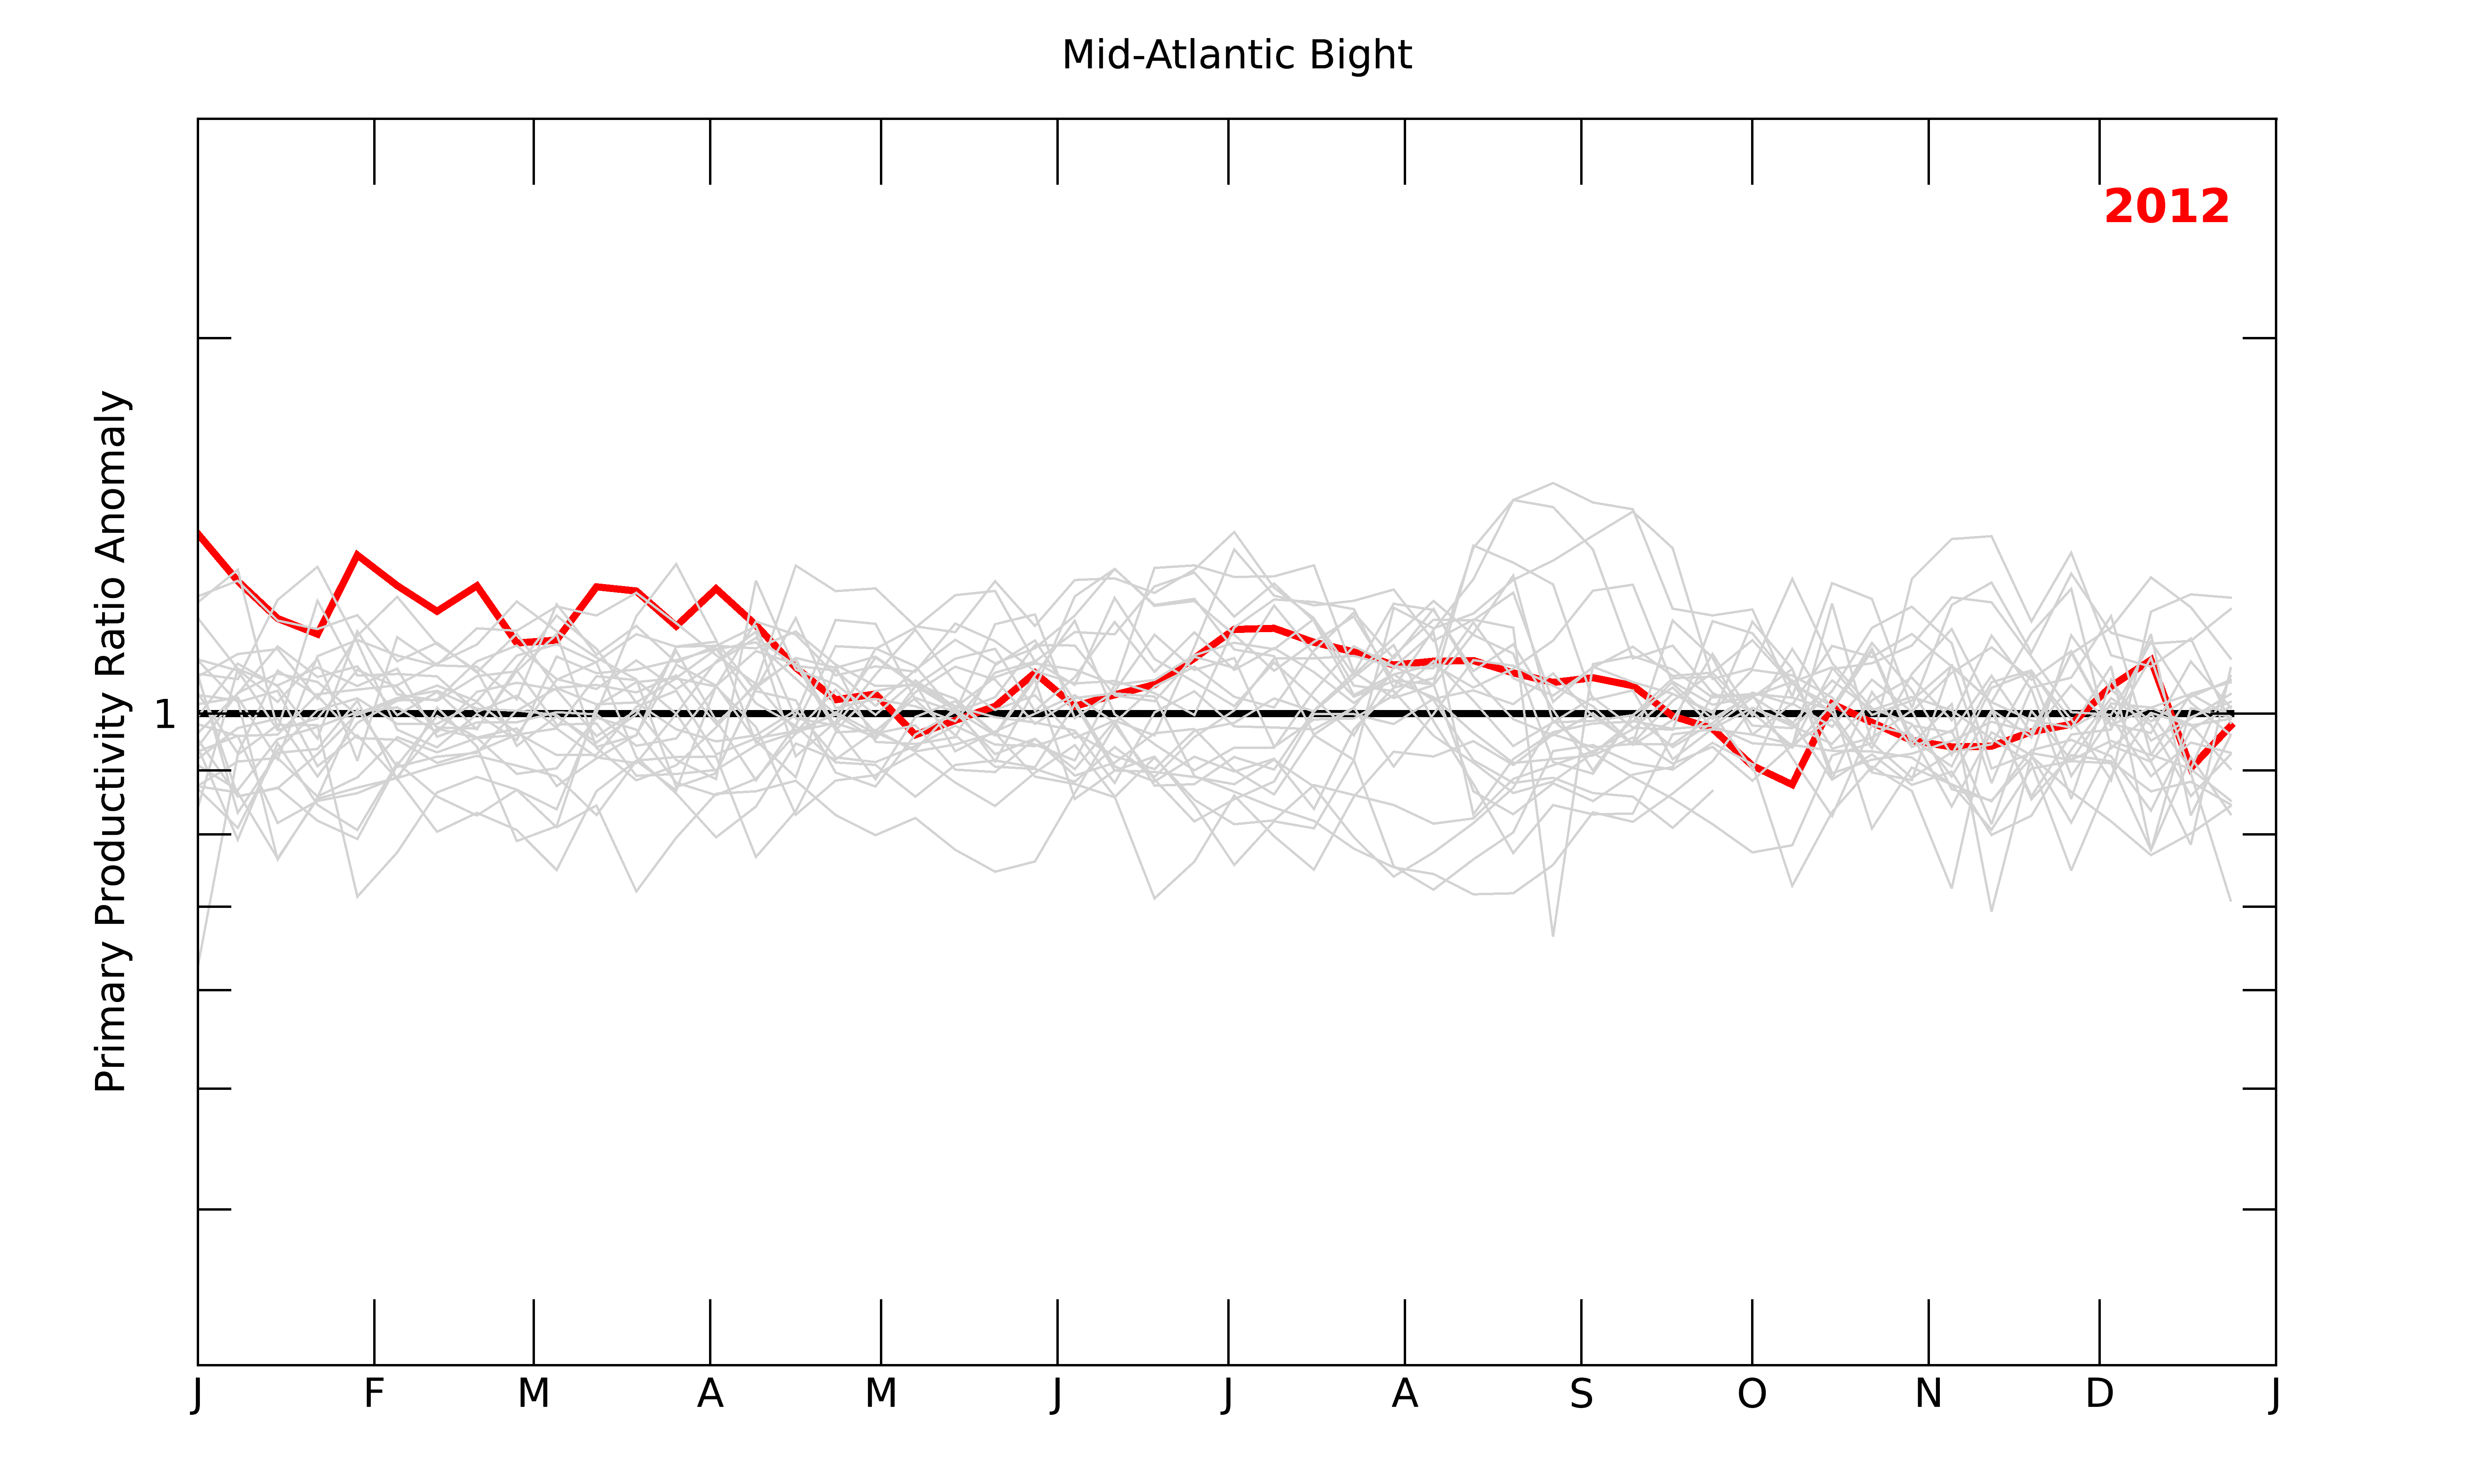 Mid-Atlantic Bight
2012
Primary Productivity Ratio Anomaly
1
J F M A M J J A S O N D J